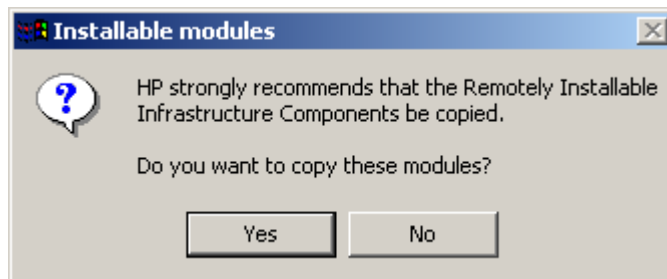 Installable modules
HP strongly recommends that the Remotely Installable
Infrastructure Components be copied.
Do you want to copy these modules?
Yes
No